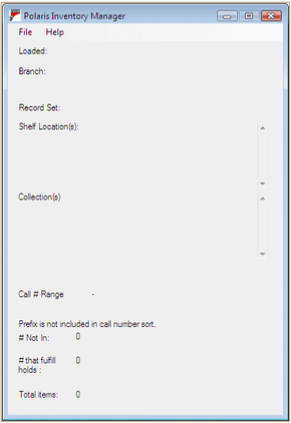 Polaris Inventory Manager
File Help
Loaded:
Branch:
Record Set:
Shelf Location(s):
Collection(s)
Call # Range -
Prefix is not included in call number sort.
# Not In: 0
# that fulfill 0
holds :
Total items: 0